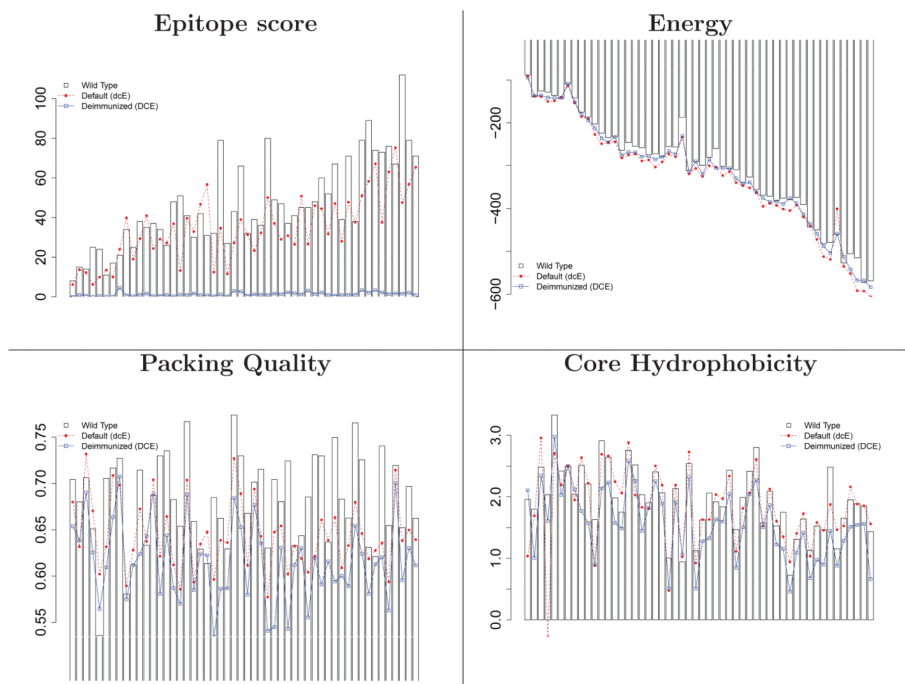 Epitope score
Energy
100
80
60
40
20
0
Wild Type
Default (dcE)
Deimmunized (DCE)
−200
−400
−600
Wild Type
Default (dcE)
Deimmunized (DCE)
Packing Quality
Core Hydrophobicity
0.75
0.70
0.65
0.60
0.55
Wild Type
Default (dcE)
Deimmunized (DCE)
3.0
2.0
1.0
0.0
Wild Type
Default (dcE)
Deimmunized (DCE)